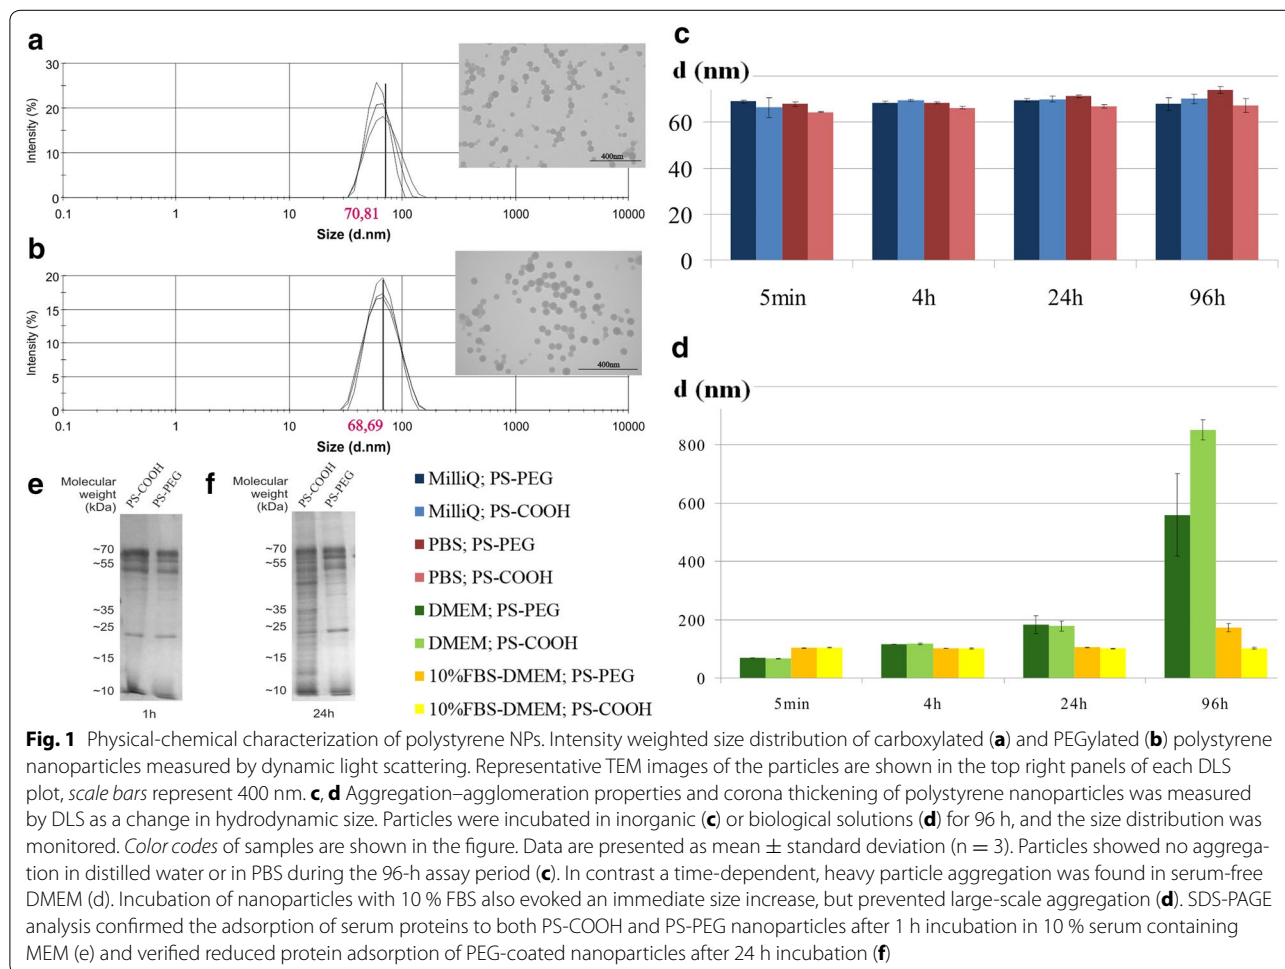 a
30
20
10
0
Intensity (%)
0.1 1 10 100 1000 10000
70,81
Size (d.nm)
400nm
b
20
15
10
5
0
Intensity (%)
0.1 1 10 100 1000 10000
68,69
Size (d.nm)
400nm
c
d (nm)
60
40
20
0
5min 4h 24h 96h
d
d (nm)
800
600
400
200
0
5min 4h 24h 96h
e
Molecular
weight
(kDa)
PS-COOH
PS-PEG
~70
~55
~35
~25
~15
~10
1h
f
Molecular
weight
(kDa)
PS-COOH
PS-PEG
~70
~55
~35
~25
~15
~10
24h
MilliQ; PS-PEG
MilliQ; PS-COOH
PBS; PS-PEG
PBS; PS-COOH
DMEM; PS-PEG
DMEM; PS-COOH
10%FBS-DMEM; PS-PEG
10%FBS-DMEM; PS-COOH
Fig. 1 Physical-chemical characterization of polystyrene NPs. Intensity weighted size distribution of carboxylated (a) and PEGylated (b) polystyrene
nanoparticles measured by dynamic light scattering. Representative TEM images of the particles are shown in the top right panels of each DLS
plot, scale bars represent 400 nm. c, d Aggregation–agglomeration properties and corona thickening of polystyrene nanoparticles was measured
by DLS as a change in hydrodynamic size. Particles were incubated in inorganic (c) or biological solutions (d) for 96 h, and the size distribution was
monitored. Color codes of samples are shown in the figure. Data are presented as mean ± standard deviation (n = 3). Particles showed no aggrega-
tion in distilled water or in PBS during the 96-h assay period (c). In contrast a time-dependent, heavy particle aggregation was found in serum-free
DMEM (d). Incubation of nanoparticles with 10 % FBS also evoked an immediate size increase, but prevented large-scale aggregation (d). SDS-PAGE
analysis confirmed the adsorption of serum proteins to both PS-COOH and PS-PEG nanoparticles after 1 h incubation in 10 % serum containing
MEM (e) and verified reduced protein adsorption of PEG-coated nanoparticles after 24 h incubation (f)